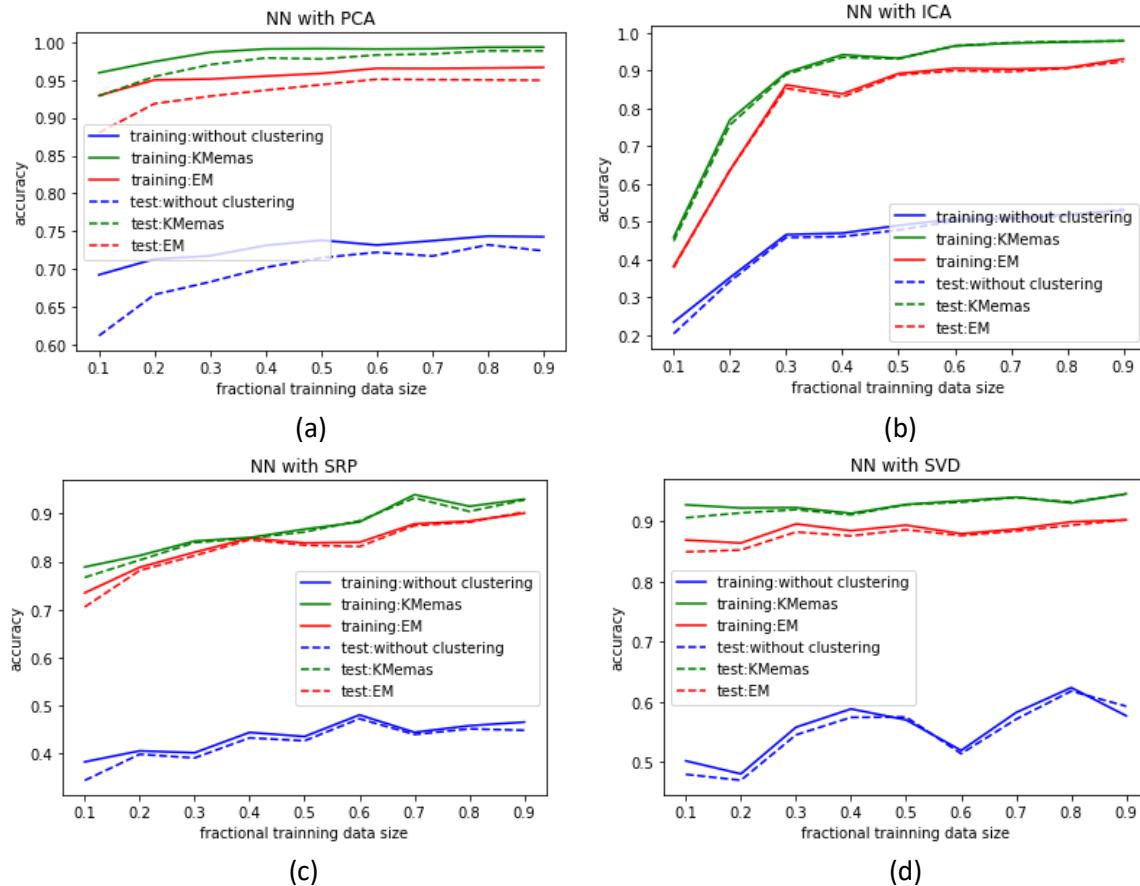 NN with PCA
accuracy
1.00
0.95
0.90
0.85
0.80
0.75
0.70
0.65
0.60
training:without clustering
training:KMemas
training:EM
test:without clustering
test:KMemas
test:EM
0.1 0.2 0.3 0.4 0.5 0.6 0.7 0.8 0.9
fractional trainning data size
(a)
NN with ICA
accuracy
1.0
0.9
0.8
0.7
0.6
0.5
0.4
0.3
0.2
training:without clustering
training:KMemas
training:EM
test:without clustering
test:KMemas
test:EM
0.1 0.2 0.3 0.4 0.5 0.6 0.7 0.8 0.9
fractional trainning data size
(b)
NN with SRP
accuracy
0.9
0.8
0.7
0.6
0.5
0.4
training:without clustering
training:KMemas
training:EM
test:without clustering
test:KMemas
test:EM
0.1 0.2 0.3 0.4 0.5 0.6 0.7 0.8 0.9
fractional trainning data size
(c)
NN with SVD
accuracy
0.9
0.8
0.7
0.6
0.5
training:without clustering
training:KMemas
training:EM
test:without clustering
test:KMemas
test:EM
0.1 0.2 0.3 0.4 0.5 0.6 0.7 0.8 0.9
fractional trainning data size
(d)